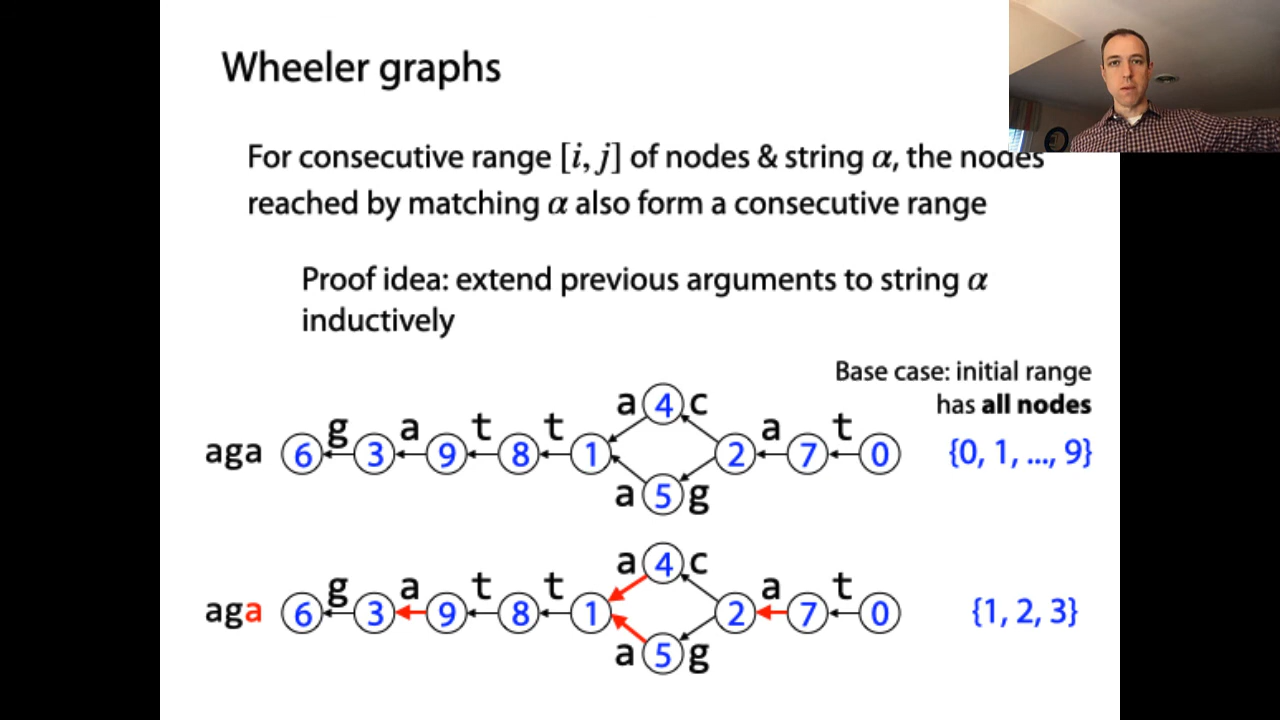 Wheeler graphs
For consecutive range [i, j] of nodes & string α, the nodes
reached by matching α also form a consecutive range
Proof idea: extend previous arguments to string α
inductively
Base case: initial range
has all nodes
a 4 c
aga 6 g 3 a 9 t 8 t 1 2 a 7 t 0 {0, 1, ..., 9}
a 5 g
a 4 c
aga 6 g 3 a 9 t 8 t 1 2 a 7 t 0 {1, 2, 3}
a 5 g